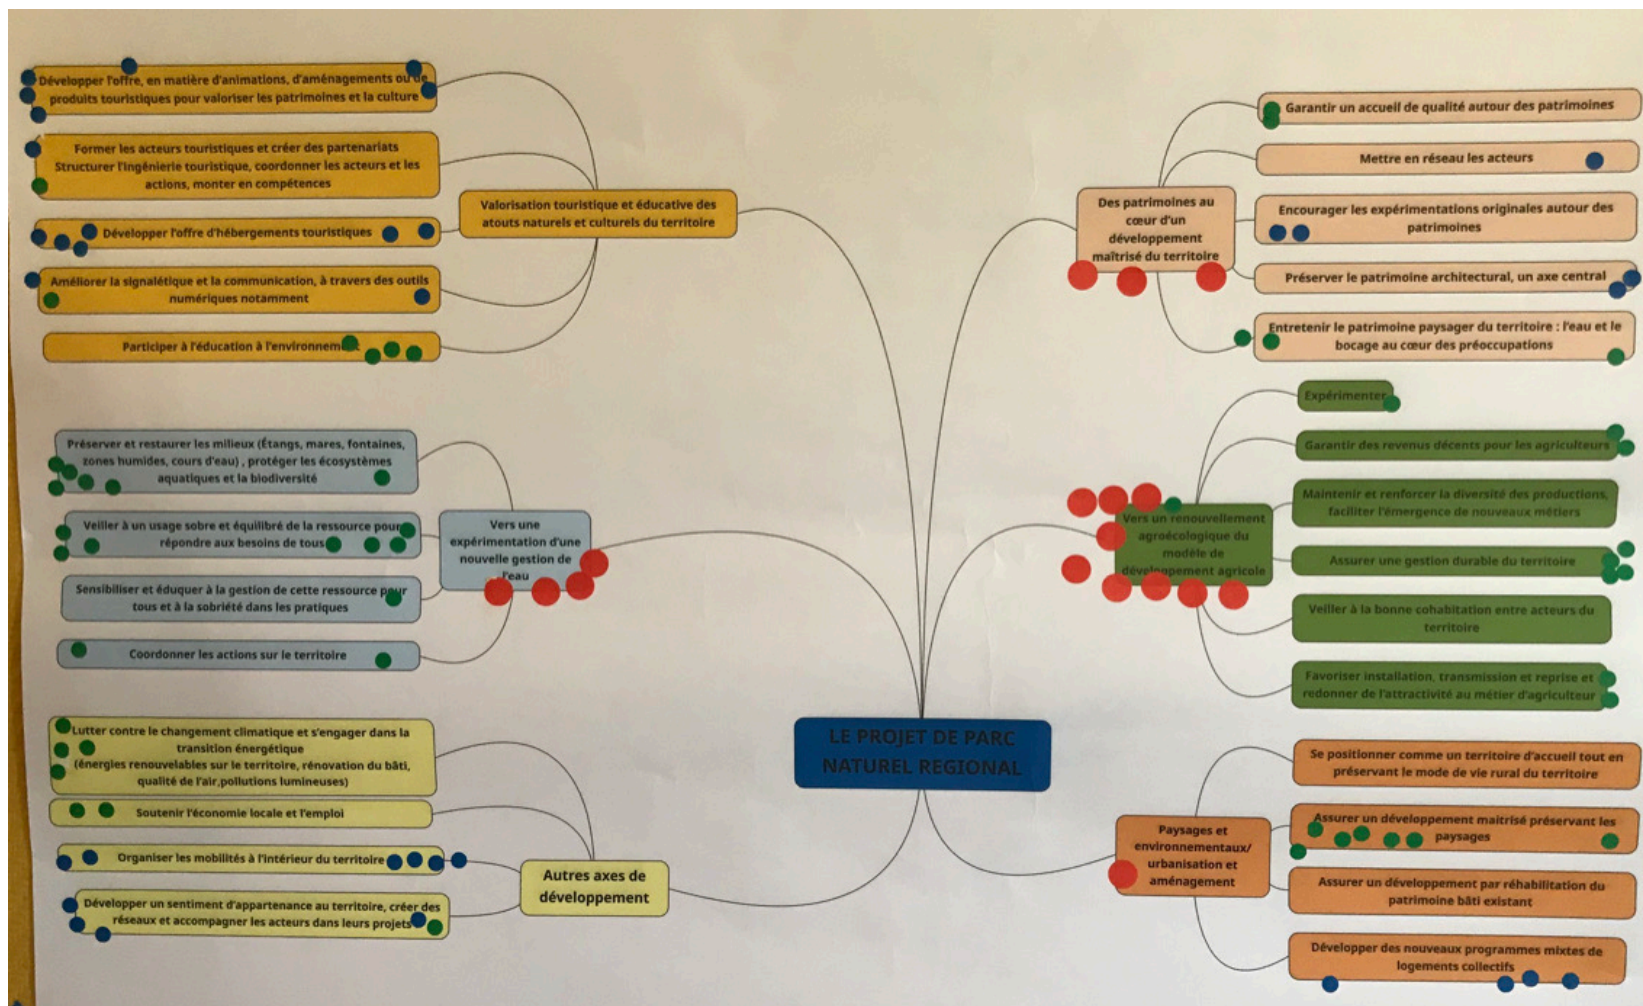 Développer l'offre, en matière d'animations, d'aménagements ou de
produits touristiques pour valoriser les patrimoines et la culture
Former les acteurs touristiques et créer des partenariats
Structurer l'ingénierie touristique, coordonner les acteurs et les
actions, monter en compétences
Développer l'offre d'hébergements touristiques
Améliorer la signalétique et la communication, à travers des outils
numériques notamment
Participer à l'éducation à l'environnement
Valorisation touristique et éducative des
atouts naturels et culturels du territoire
Préserver et restaurer les milieux (Étangs, mares, fontaines,
zones humides, cours d'eau) , protéger les écosystèmes
aquatiques et la biodiversité
Veiller à un usage sobre et équilibré de la ressource pour
répondre aux besoins de tous
Sensibiliser et éduquer à la gestion de cette ressource pour
tous et à la sobriété dans les pratiques
Coordonner les actions sur le territoire
Vers une
expérimentation d'une
nouvelle gestion de
l'eau
Lutter contre le changement climatique et s'engager dans la
transition énergétique
(énergies renouvelables sur le territoire, rénovation du bâti,
qualité de l'air,pollutions lumineuses)
Soutenir l'économie locale et l'emploi
Organiser les mobilités à l'intérieur du territoire
Développer un sentiment d'appartenance au territoire, créer des
réseaux et accompagner les acteurs dans leurs projets
Autres axes de
développement
LE PROJET DE PARC
NATUREL REGIONAL
Des patrimoines au
cœur d'un
développement
maîtrisé du territoire
Garantir un accueil de qualité autour des patrimoines
Mettre en réseau les acteurs
Encourager les expérimentations originales autour des
patrimoines
Préserver le patrimoine architectural, un axe central
Entretenir le patrimoine paysager du territoire : l'eau et le
bocage au cœur des préoccupations
Vers un renouvellement
agroécologique du
modèle de
développement agricole
Expérimenter
Garantir des revenus décents pour les agriculteurs
Maintenir et renforcer la diversité des productions,
faciliter l'émergence de nouveaux métiers
Assurer une gestion durable du territoire
Veiller à la bonne cohabitation entre acteurs du
territoire
Favoriser installation, transmission et reprise et
redonner de l'attractivité au métier d'agriculteur
Paysages et
environnementaux/
urbanisation et
aménagement
Se positionner comme un territoire d'accueil tout en
préservant le mode de vie rural du territoire
Assurer un développement maitrisé préservant les
paysages
Assurer un développement par réhabilitation du
patrimoine bâti existant
Développer des nouveaux programmes mixtes de
logements collectifs